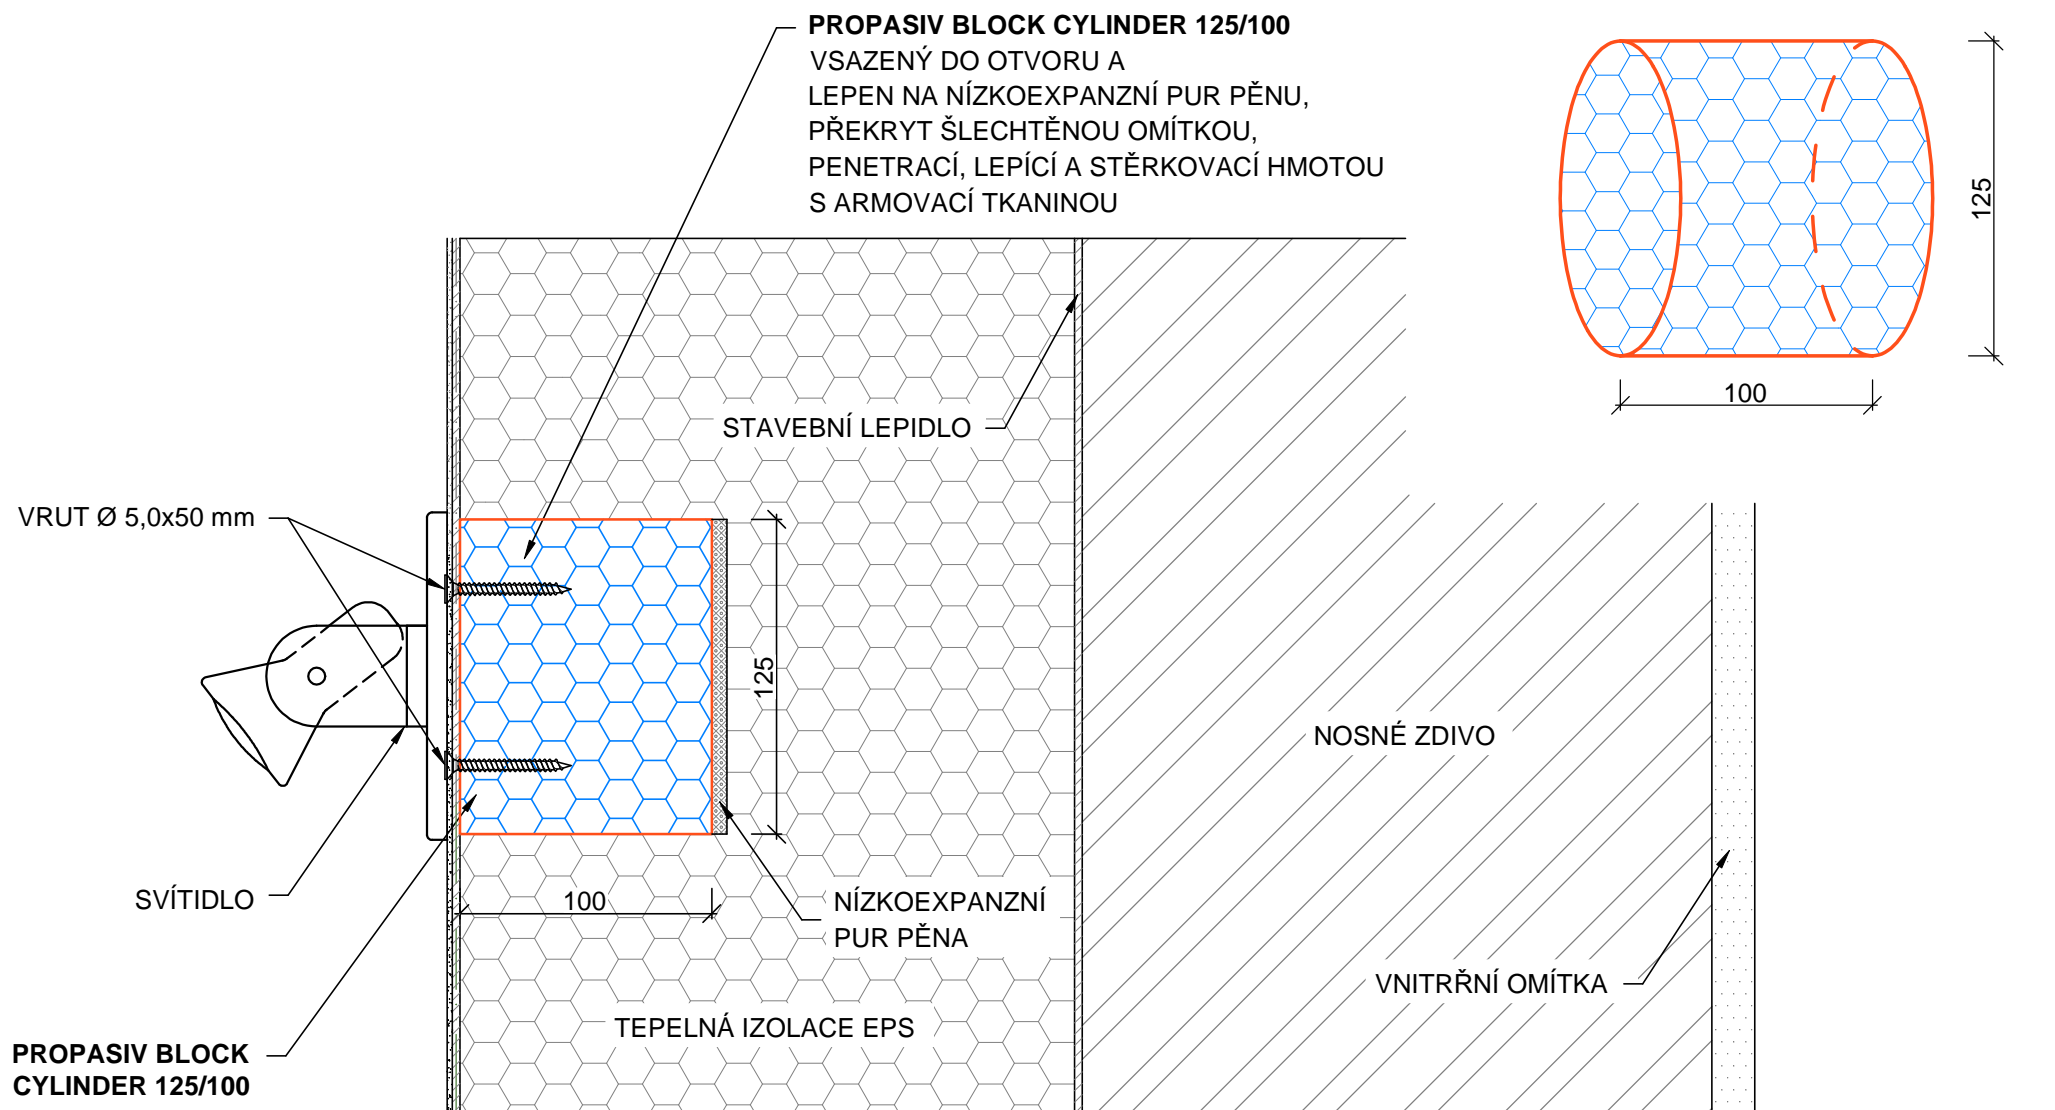 PROPASIV BLOCK CYLINDER 125/100
VSAZENÝ DO OTVORU A
LEPEN NA NÍZKOEXPANZNÍ PUR PĚNU,
PŘEKRYT ŠLECHTĚNOU OMÍTKOU,
PENETRACÍ, LEPÍCÍ A STĚRKOVACÍ HMOTOU
S ARMOVACÍ TKANINOU
125
100
STAVEBNÍ LEPIDLO
VRUT Ø 5,0x50 mm
125
NOSNÉ ZDIVO
SVÍTIDLO
100
NÍZKOEXPANZNÍ
PUR PĚNA
VNITRŘNÍ OMÍTKA
TEPELNÁ IZOLACE EPS
PROPASIV BLOCK
CYLINDER 125/100